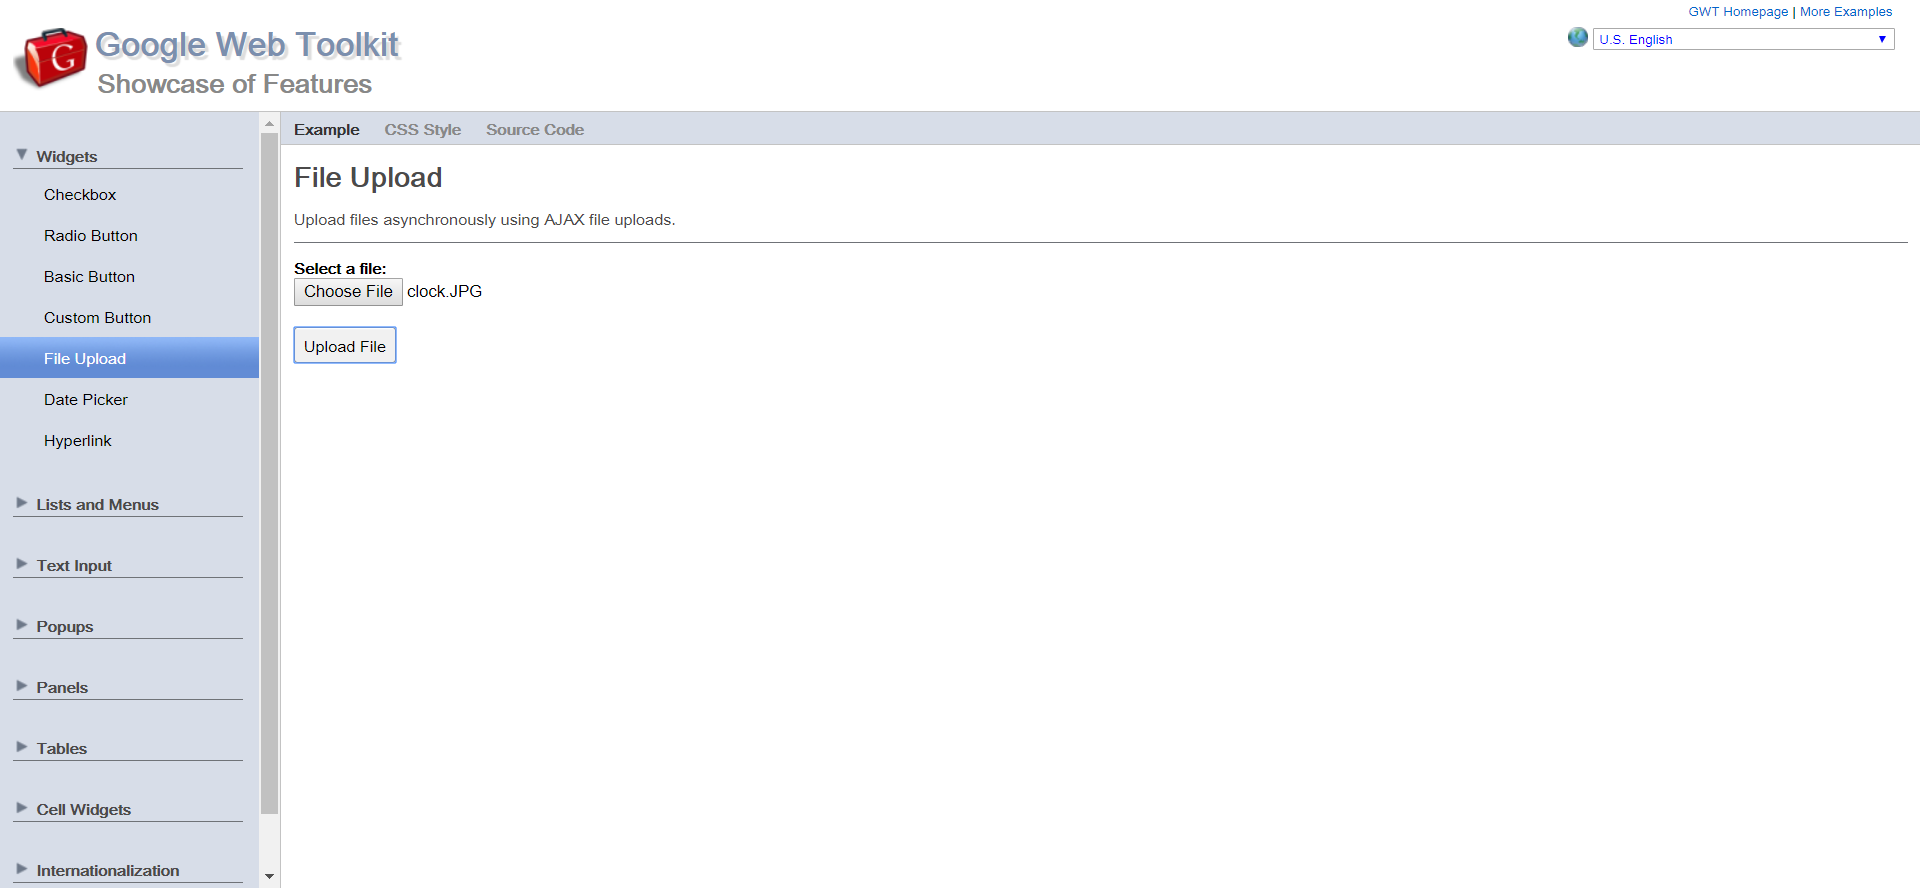 GWT Homepage | More Examples
U.S. English
G
Google Web Toolkit
Showcase of Features
Example CSS Style Source Code
Widgets
Checkbox
Radio Button
Basic Button
Custom Button
File Upload
Date Picker
Hyperlink
Lists and Menus
Text Input
Popups
Panels
Tables
Cell Widgets
Internationalization
File Upload
Upload files asynchronously using AJAX file uploads.
Select a file:
Choose File clock.JPG
Upload File